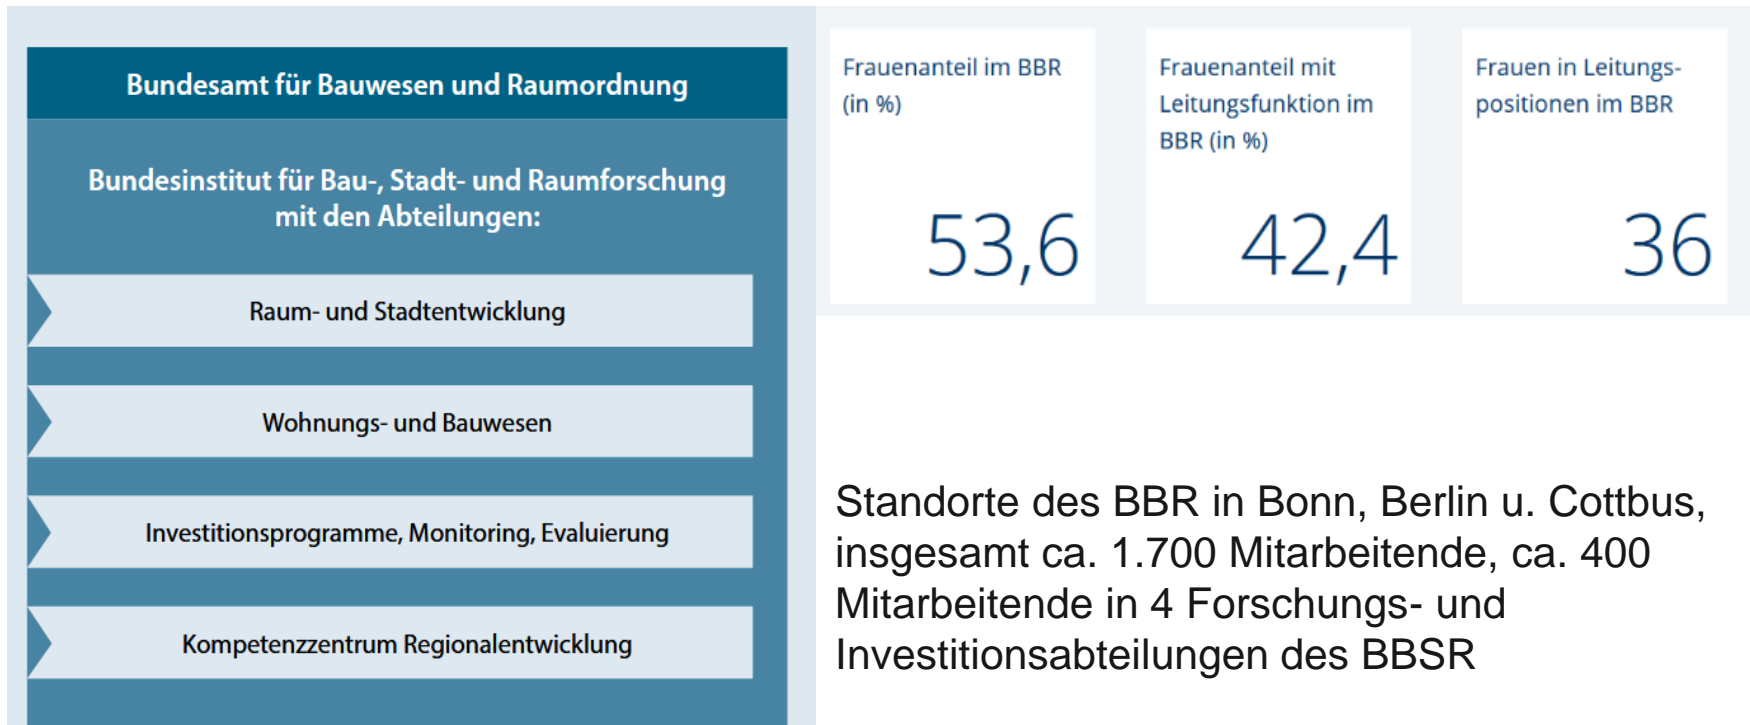 Bundesamt für Bauwesen und Raumordnung
Bundesinstitut für Bau-, Stadt- und Raumforschung
mit den Abteilungen:
Raum- und Stadtentwicklung
Wohnungs- und Bauwesen
Investitionsprogramme, Monitoring, Evaluierung
Kompetenzzentrum Regionalentwicklung
Frauenanteil im BBR
(in %)
53,6
Frauenanteil mit
Leitungsfunktion im
BBR (in %)
42,4
Frauen in Leitungs-
positionen im BBR
36
Standorte des BBR in Bonn, Berlin u. Cottbus,
insgesamt ca. 1.700 Mitarbeitende, ca. 400
Mitarbeitende in 4 Forschungs- und
Investitionsabteilungen des BBSR